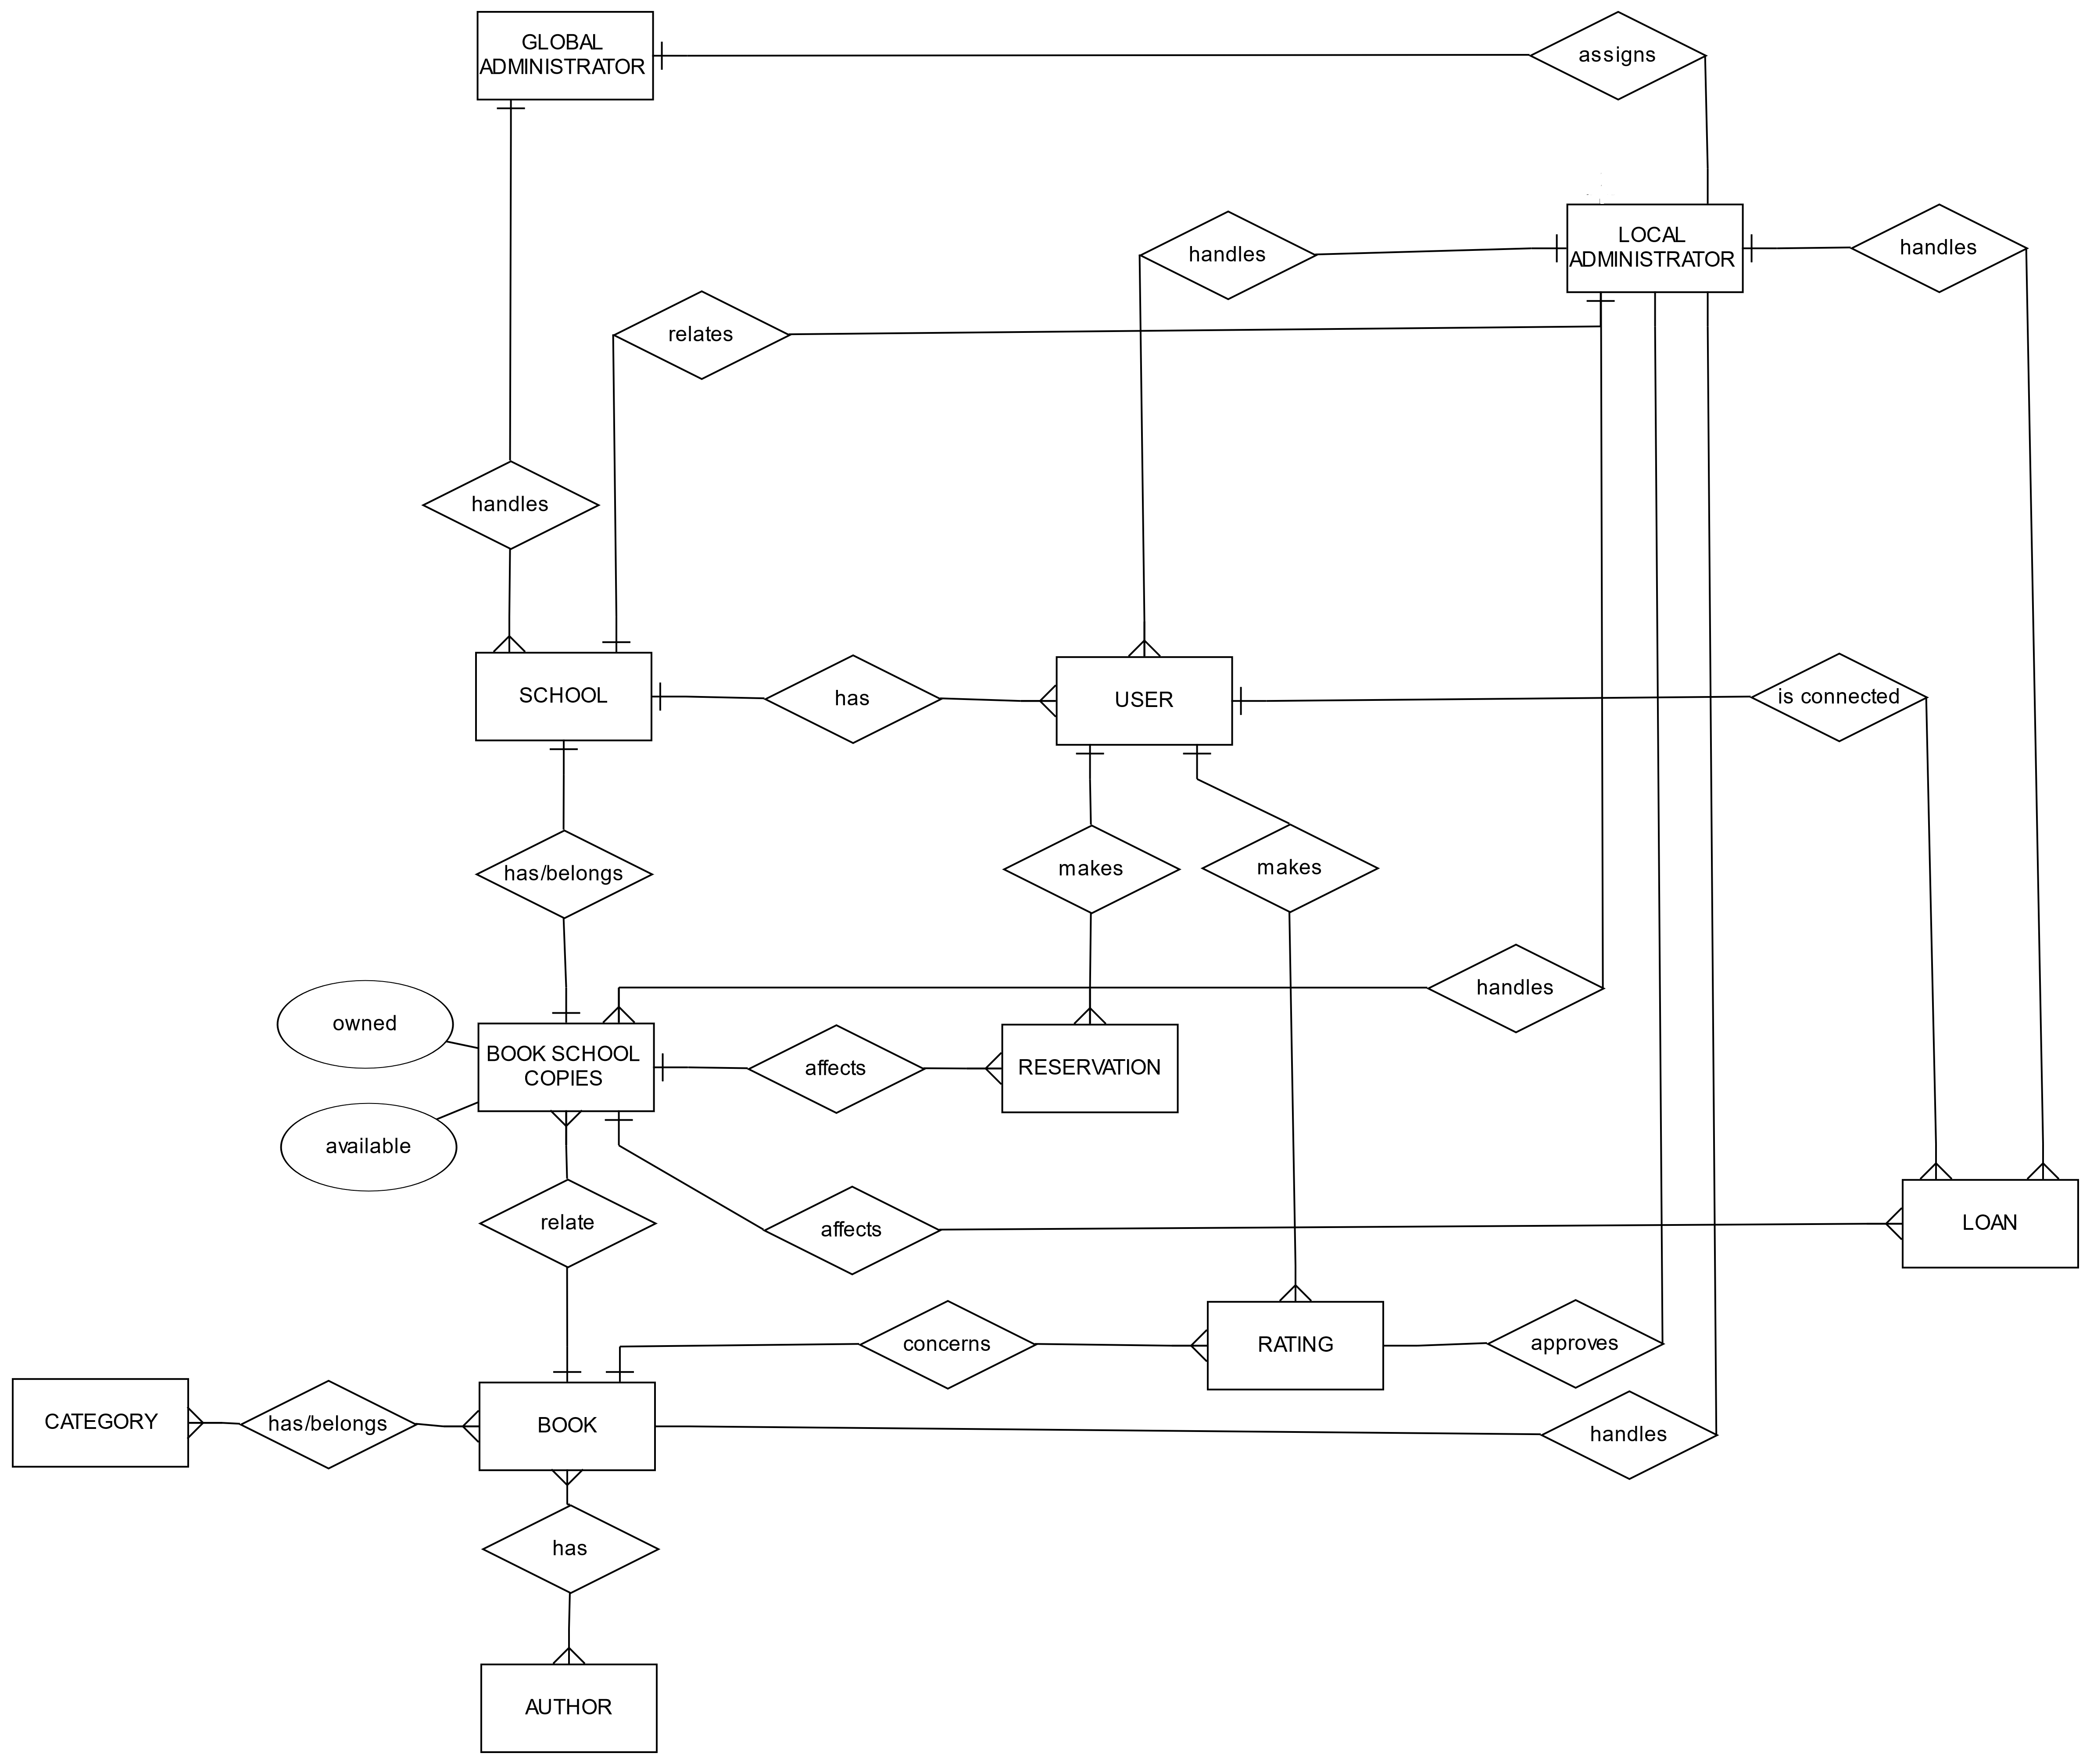 GLOBAL
ADMINISTRATOR
assigns
LOCAL
ADMINISTRATOR
handles
handles
relates
handles
SCHOOL
has
USER
is connected
has/belongs
makes
makes
handles
owned
BOOK SCHOOL
COPIES
affects
RESERVATION
available
relate
affects
LOAN
concerns
RATING
approves
CATEGORY
has/belongs
BOOK
handles
has
AUTHOR